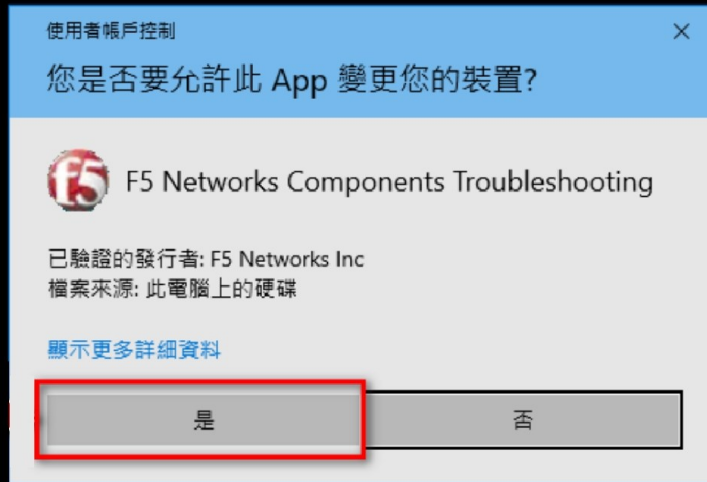 使用者帳戶控制
您是否要允許此 App 變更您的裝置?
f5 F5 Networks Components Troubleshooting
已驗證的發行者: F5 Networks Inc
檔案來源: 此電腦上的硬碟
顯示更多詳細資料
是 否